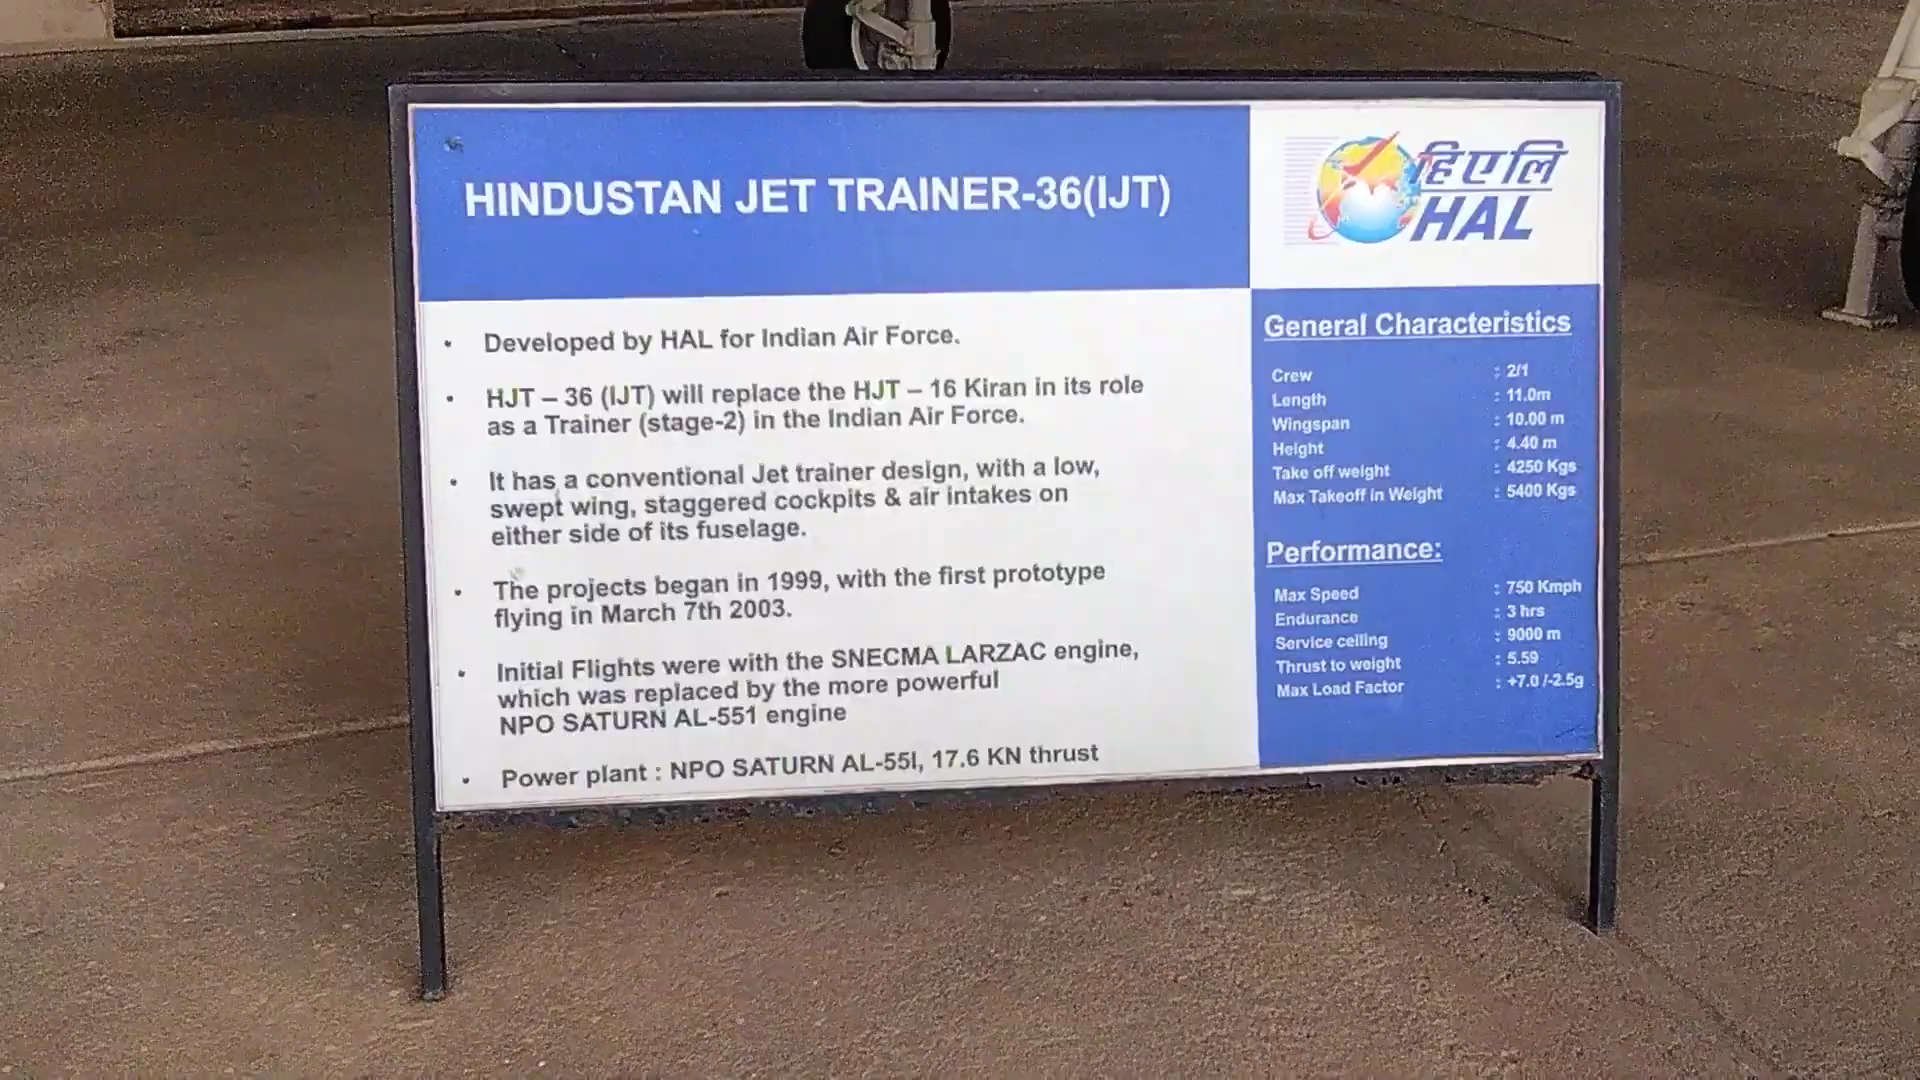 HINDUSTAN JET TRAINER-36(IJT)
हिएलि
HAL
• Developed by HAL for Indian Air Force.
• HJT – 36 (IJT) will replace the HJT – 16 Kiran in its role
as a Trainer (stage-2) in the Indian Air Force.
• It has a conventional Jet trainer design, with a low,
swept wing, staggered cockpits & air intakes on
either side of its fuselage.
• The projects began in 1999, with the first prototype
flying in March 7th 2003.
• Initial Flights were with the SNECMA LARZAC engine,
which was replaced by the more powerful
NPO SATURN AL-551 engine
• Power plant : NPO SATURN AL-55I, 17.6 KN thrust
General Characteristics
Crew : 2/1
Length : 11.0m
Wingspan : 10.00 m
Height : 4.40 m
Take off weight : 4250 Kgs
Max Takeoff in Weight : 5400 Kgs
Performance:
Max Speed : 750 Kmph
Endurance : 3 hrs
Service ceiling : 9000 m
Thrust to weight : 5.59
Max Load Factor : +7.0 /-2.5g